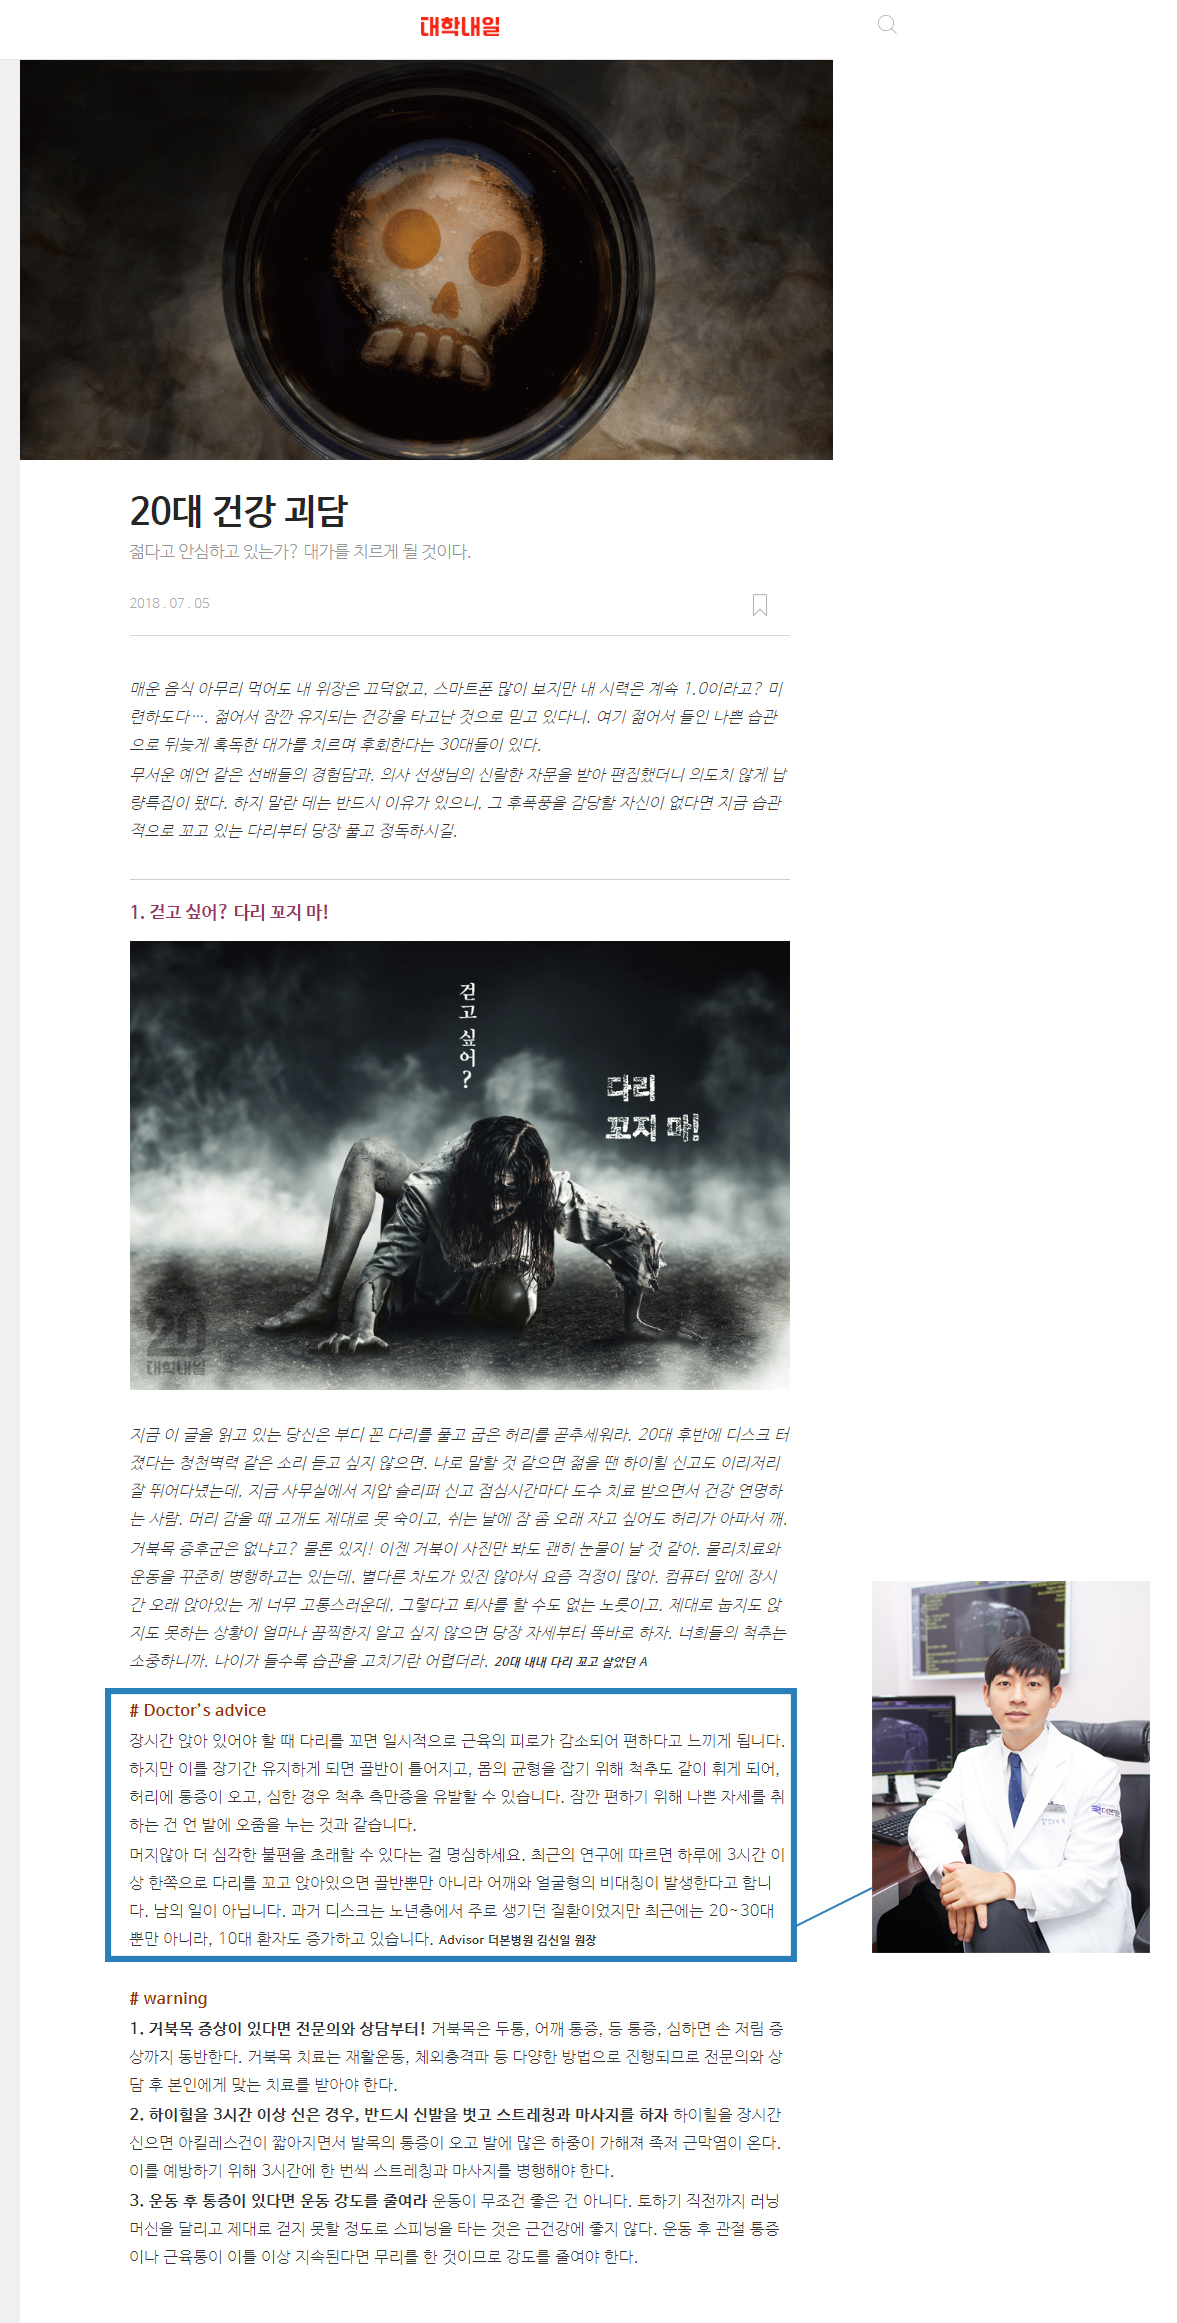 대학내일
20대 건강 괴담
젊다고 안심하고 있는가? 대가를 치르게 될 것이다.
2018 . 07 . 05
매운 음식 아무리 먹어도 내 위장은 끄덕없고, 스마트폰 많이 보지만 내 시력은 계속 1.0이라고? 미
련하도다…. 젊어서 잠깐 유지되는 건강을 타고난 것으로 믿고 있다니. 여기 젊어서 들인 나쁜 습관
으로 뒤늦게 혹독한 대가를 치르며 후회한다는 30대들이 있다.
무서운 예언 같은 선배들의 경험담과, 의사 선생님의 신랄한 자문을 받아 편집했더니 의도치 않게 납
량특집이 됐다. 하지 말란 데는 반드시 이유가 있으니, 그 후폭풍을 감당할 자신이 없다면 지금 습관
적으로 꼬고 있는 다리부터 당장 풀고 정독하시길.
1. 걷고 싶어? 다리 꼬지 마!
걷고 싶어?
다리
꼬지 마!
20
대학내일
지금 이 글을 읽고 있는 당신은 부디 꼰 다리를 풀고 굽은 허리를 곧추세워라. 20대 후반에 디스크 터
졌다는 청천벽력 같은 소리 듣고 싶지 않으면. 나로 말할 것 같으면 젊을 땐 하이힐 신고도 이리저리
잘 뛰어다녔는데, 지금 사무실에서 지압 슬리퍼 신고 점심시간마다 도수 치료 받으면서 건강 연명하
는 사람. 머리 감을 때 고개도 제대로 못 숙이고, 쉬는 날에 잠 좀 오래 자고 싶어도 허리가 아파서 깨.
거북목 증후군은 없냐고? 물론 있지! 이젠 거북이 사진만 봐도 괜히 눈물이 날 것 같아. 물리치료와
운동을 꾸준히 병행하고는 있는데, 별다른 차도가 있진 않아서 요즘 걱정이 많아. 컴퓨터 앞에 장시
간 오래 앉아있는 게 너무 고통스러운데, 그렇다고 퇴사를 할 수도 없는 노릇이고. 제대로 눕지도 앉
지도 못하는 상황이 얼마나 끔찍한지 알고 싶지 않으면 당장 자세부터 똑바로 하자. 너희들의 척추는
소중하니까. 나이가 들수록 습관을 고치기란 어렵더라. 20대 내내 다리 꼬고 살았던 A
# Doctor’s advice
장시간 앉아 있어야 할 때 다리를 꼬면 일시적으로 근육의 피로가 감소되어 편하다고 느끼게 됩니다.
하지만 이를 장기간 유지하게 되면 골반이 틀어지고, 몸의 균형을 잡기 위해 척추도 같이 휘게 되어,
허리에 통증이 오고, 심한 경우 척추 측만증을 유발할 수 있습니다. 잠깐 편하기 위해 나쁜 자세를 취
하는 건 언 발에 오줌을 누는 것과 같습니다.
머지않아 더 심각한 불편을 초래할 수 있다는 걸 명심하세요. 최근의 연구에 따르면 하루에 3시간 이
상 한쪽으로 다리를 꼬고 앉아있으면 골반뿐만 아니라 어깨와 얼굴형의 비대칭이 발생한다고 합니
다. 남의 일이 아닙니다. 과거 디스크는 노년층에서 주로 생기던 질환이었지만 최근에는 20~30대
뿐만 아니라, 10대 환자도 증가하고 있습니다. Advisor 더본병원 김신일 원장
더본병원
# warning
1. 거북목 증상이 있다면 전문의와 상담부터! 거북목은 두통, 어깨 통증, 등 통증, 심하면 손 저림 증
상까지 동반한다. 거북목 치료는 재활운동, 체외충격파 등 다양한 방법으로 진행되므로 전문의와 상
담 후 본인에게 맞는 치료를 받아야 한다.
2. 하이힐을 3시간 이상 신은 경우, 반드시 신발을 벗고 스트레칭과 마사지를 하자 하이힐을 장시간
신으면 아킬레스건이 짧아지면서 발목의 통증이 오고 발에 많은 하중이 가해져 족저 근막염이 온다.
이를 예방하기 위해 3시간에 한 번씩 스트레칭과 마사지를 병행해야 한다.
3. 운동 후 통증이 있다면 운동 강도를 줄여라 운동이 무조건 좋은 건 아니다. 토하기 직전까지 러닝
머신을 달리고 제대로 걷지 못할 정도로 스피닝을 타는 것은 근건강에 좋지 않다. 운동 후 관절 통증
이나 근육통이 이틀 이상 지속된다면 무리를 한 것이므로 강도를 줄여야 한다.